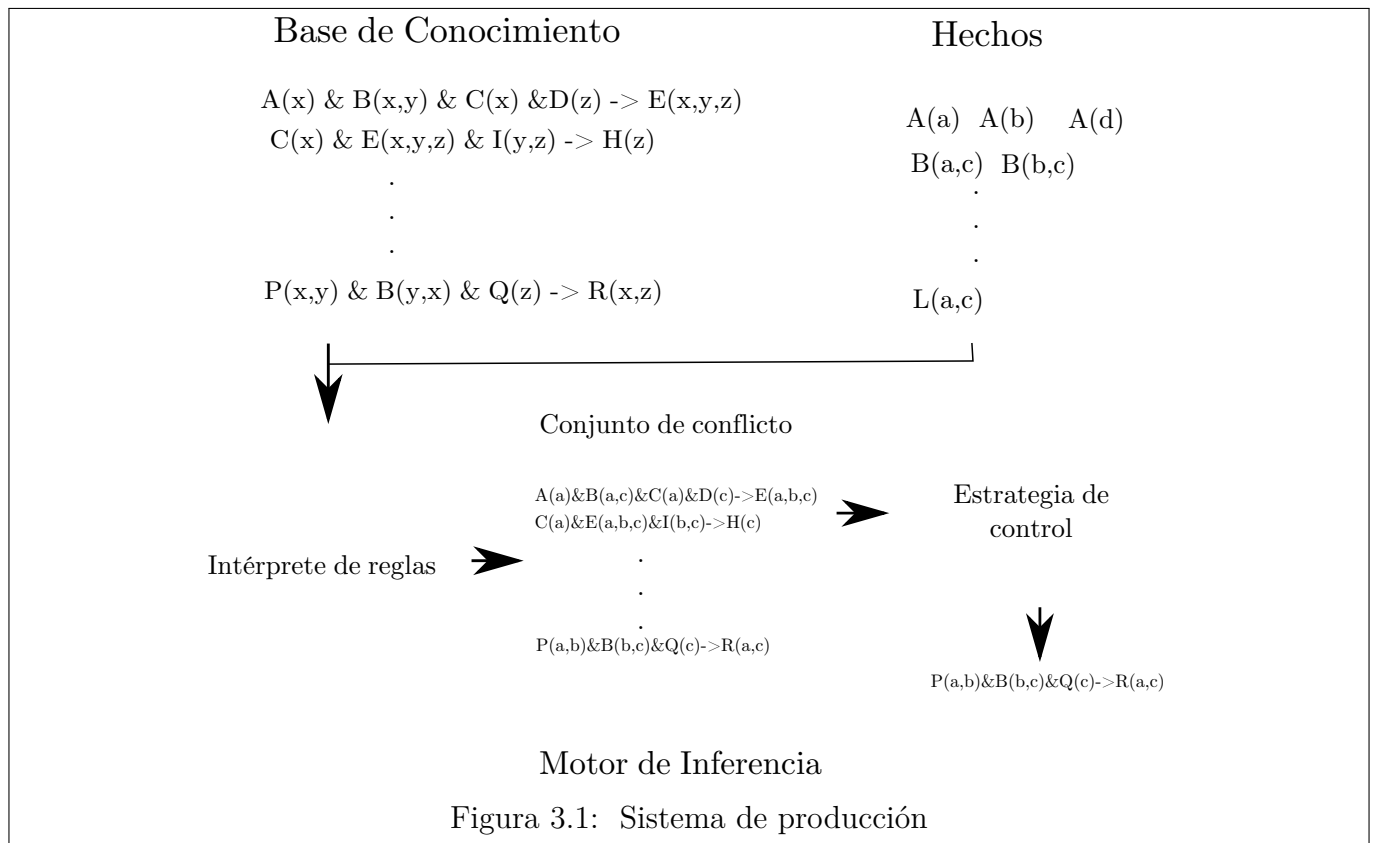 Base de Conocimiento
A(x) & B(x,y) & C(x) &D(z) -> E(x,y,z)
C(x) & E(x,y,z) & I(y,z) -> H(z)
.
.
.
P(x,y) & B(y,x) & Q(z) -> R(x,z)
Hechos
A(a) A(b) A(d)
B(a,c) B(b,c)
.
.
.
L(a,c)
Intérprete de reglas
Conjunto de conflicto
A(a)&B(a,c)&C(a)&D(c)->E(a,b,c)
C(a)&E(a,b,c)&I(b,c)->H(c)
.
.
.
P(a,b)&B(b,c)&Q(c)->R(a,c)
Estrategia de
control
P(a,b)&B(b,c)&Q(c)->R(a,c)
Motor de Inferencia
Figura 3.1: Sistema de producción